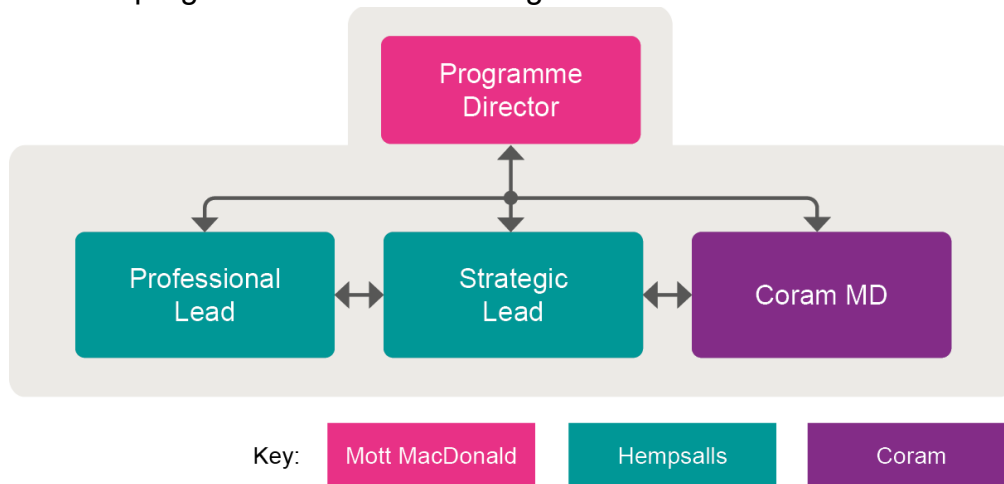 Programme
Director
Professional
Lead
Strategic
Lead
Coram MD
Key:
Mott MacDonald
Hempsalls
Coram